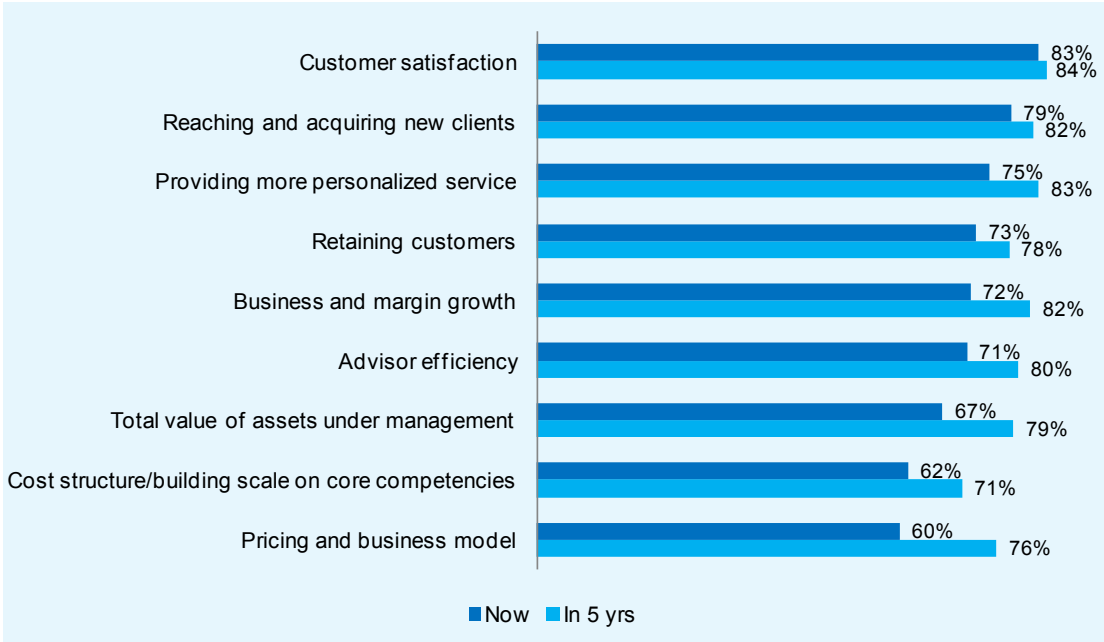 Customer satisfaction
83%
84%
Reaching and acquiring new clients
79%
82%
Providing more personalized service
75%
83%
Retaining customers
73%
78%
Business and margin growth
72%
82%
Advisor efficiency
71%
80%
Total value of assets under management
67%
79%
Cost structure/building scale on core competencies
62%
71%
Pricing and business model
60%
76%
Now In 5 yrs